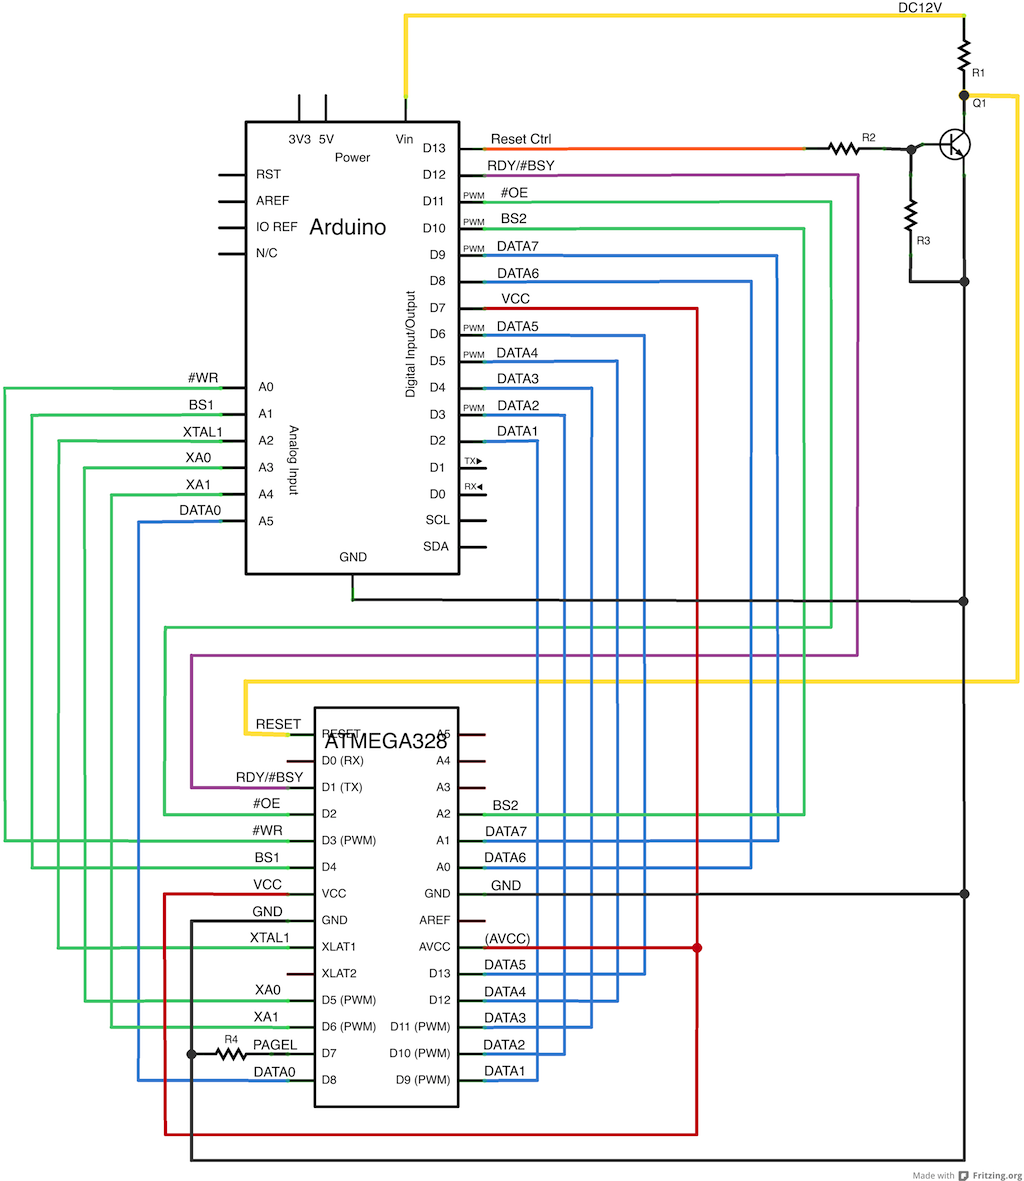 DC12V
R1
Q1
3V3 5V Vin
Power
D13 Reset Ctrl R2
RST D12 RDY/#BSY
AREF D11 PWM #OE
IO REF Arduino D10 PWM BS2
R3
N/C D9 PWM DATA7
D8 DATA6
D7 VCC
Digital Input/Output
D6 PWM DATA5
D5 PWM DATA4
#WR A0 D4 DATA3
BS1 A1 D3 PWM DATA2
XTAL1 A2 D2 DATA1
Analog Input
XA0 A3 D1 TX▶
XA1 A4 D0 RX◀
DATA0 A5 SCL
SDA
GND
RESET RESET A5
ATMEGA328
D0 (RX) A4
RDY/#BSY D1 (TX) A3
#OE D2 A2 BS2
#WR D3 (PWM) A1 DATA7
BS1 D4 A0 DATA6
VCC VCC GND GND
GND GND AREF
XTAL1 XLAT1 AVCC (AVCC)
XLAT2 D13 DATA5
XA0 D5 (PWM) D12 DATA4
XA1 D6 (PWM) D11 (PWM) DATA3
R4 PAGEL D7 D10 (PWM) DATA2
DATA0 D8 D9 (PWM) DATA1
Made with Fritzing.org